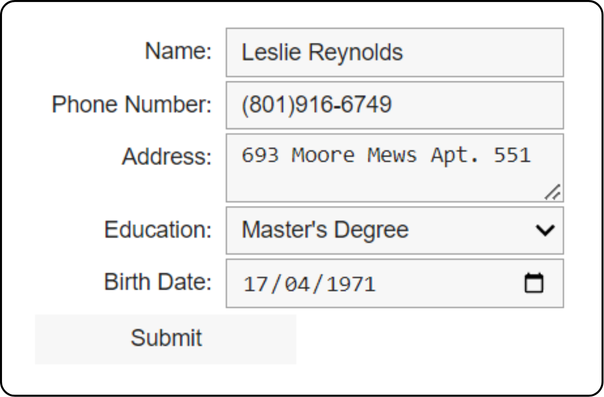 Name: Leslie Reynolds
Phone Number: (801)916-6749
Address: 693 Moore Mews Apt. 551
Education: Master's Degree
Birth Date: 17/04/1971
Submit